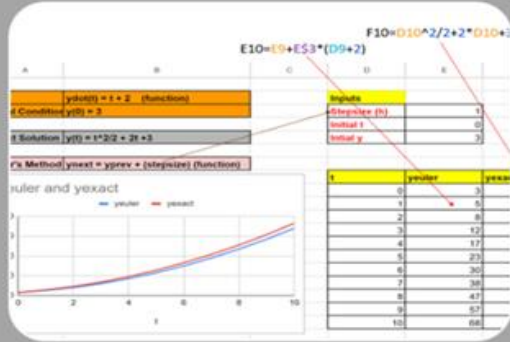 F10=D10^2/2+2*D10+3
E10=E9+E$3*(D9+2)
A B C D E
ydot(t) = t + 2 (function)
Condition y(0) = 3
t Solution y(t) = t^2/2 + 2t +3
r's Method ynext = yprev + (stepsize) (function)
Inputs
Stepsize (h) 1
Initial t 0
Intial y 3
euler and yexact
yeuler yexact
0 2 4 6 8 10
t
t yeuler yexa
0 3
1 5
2 8
3 12
4 17
5 23
6 30
7 38
8 47
9 57
10 68